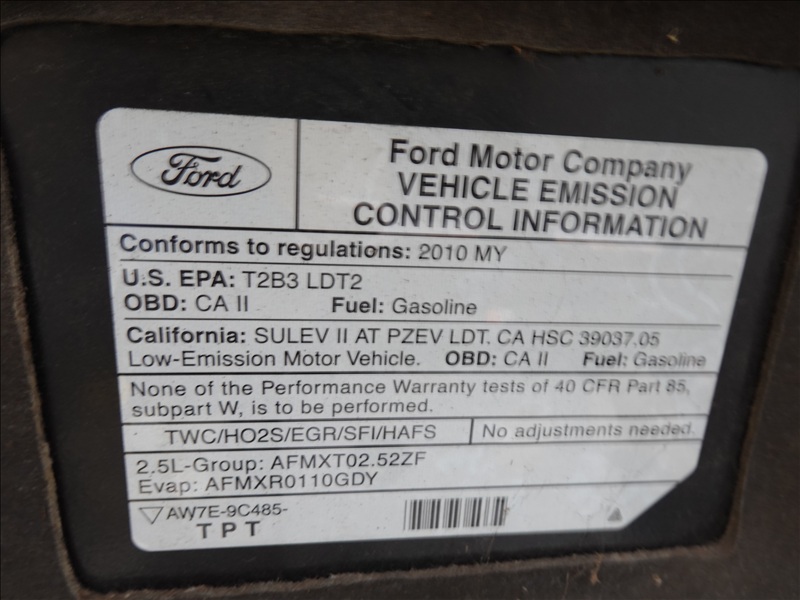 Ford
Ford Motor Company
VEHICLE EMISSION
CONTROL INFORMATION
Conforms to regulations: 2010 MY
U.S. EPA: T2B3 LDT2
OBD: CA II Fuel: Gasoline
California: SULEV II AT PZEV LDT. CA HSC 39037.05
Low-Emission Motor Vehicle. OBD: CA II Fuel: Gasoline
None of the Performance Warranty tests of 40 CFR Part 85,
subpart W, is to be performed.
TWC/HO2S/EGR/SFI/HAFS No adjustments needed.
2.5L-Group: AFMXT02.52ZF
Evap: AFMXR0110GDY
AW7E-9C485-
TPT